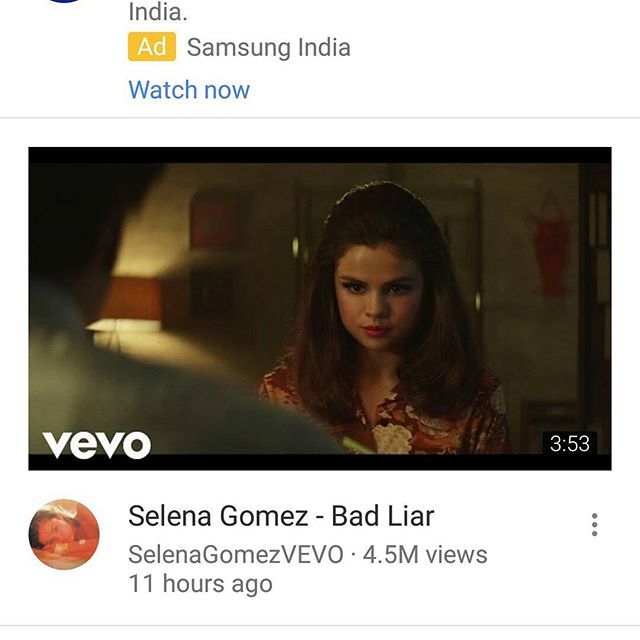 India.
Ad Samsung India
Watch now
vevo
3:53
Selena Gomez - Bad Liar
SelenaGomezVEVO · 4.5M views
11 hours ago